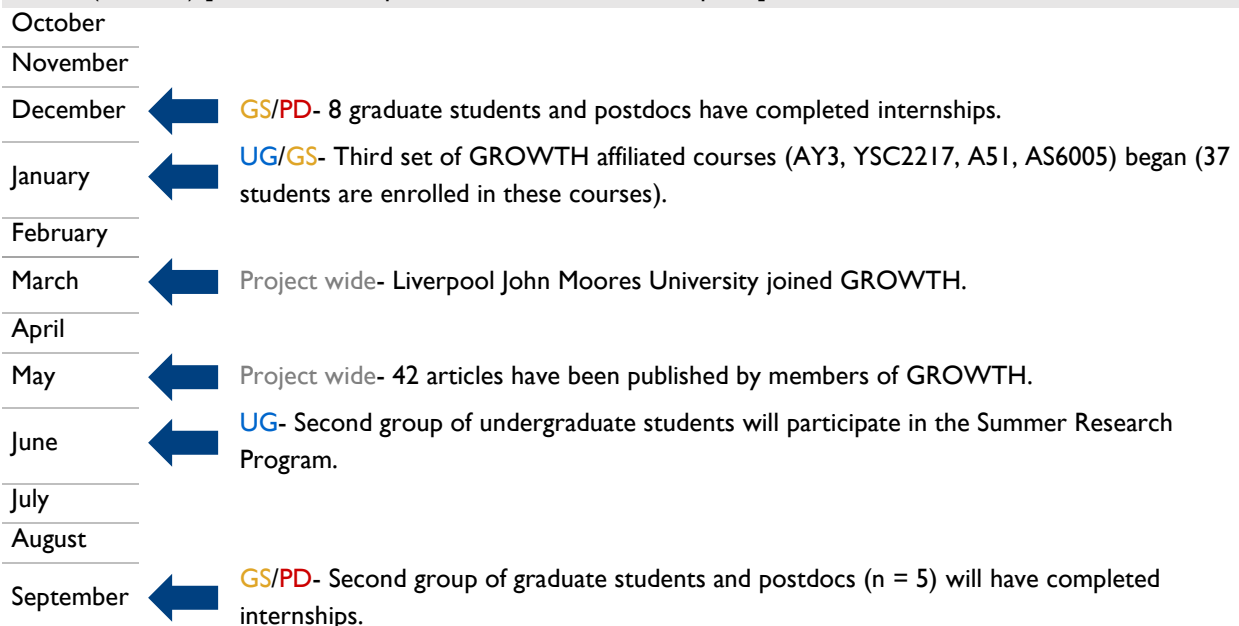 October
November
December
GS/PD- 8 graduate students and postdocs have completed internships.
January
UG/GS- Third set of GROWTH affiliated courses (AY3, YSC2217, A51, AS6005) began (37
students are enrolled in these courses).
February
March
Project wide- Liverpool John Moores University joined GROWTH.
April
May
Project wide- 42 articles have been published by members of GROWTH.
June
UG- Second group of undergraduate students will participate in the Summer Research
Program.
July
August
September
GS/PD- Second group of graduate students and postdocs (n = 5) will have completed
internships.